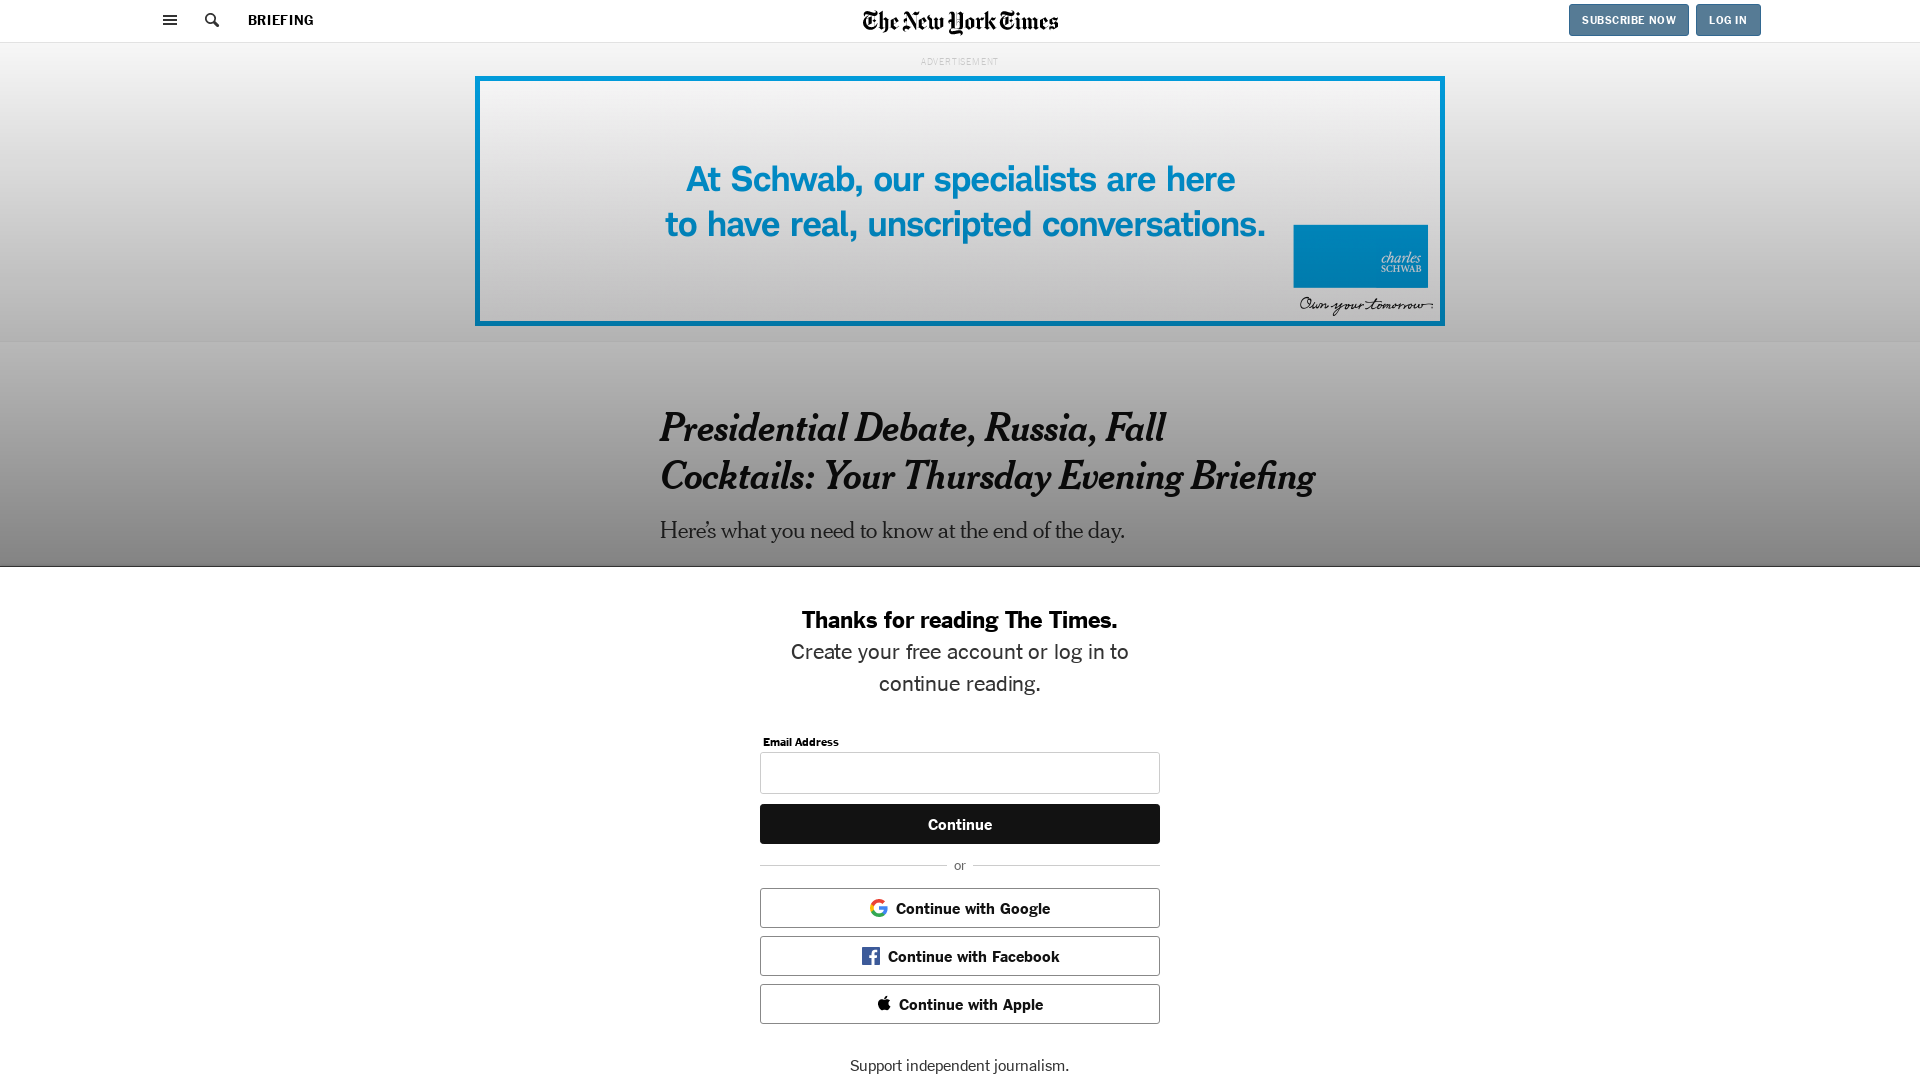 BRIEFING
The New York Times
SUBSCRIBE NOW
LOG IN
ADVERTISEMENT
At Schwab, our specialists are here
to have real, unscripted conversations.
charles
SCHWAB
Own your tomorrow.
Presidential Debate, Russia, Fall
Cocktails: Your Thursday Evening Briefing
Here’s what you need to know at the end of the day.
Thanks for reading The Times.
Create your free account or log in to
continue reading.
Email Address
Continue
or
Continue with Google
Continue with Facebook
Continue with Apple
Support independent journalism.